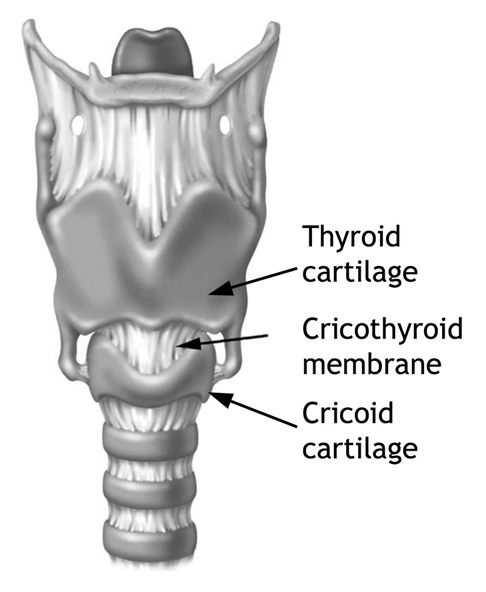 Thyroid
cartilage
Cricothyroid
membrane
Cricoid
cartilage